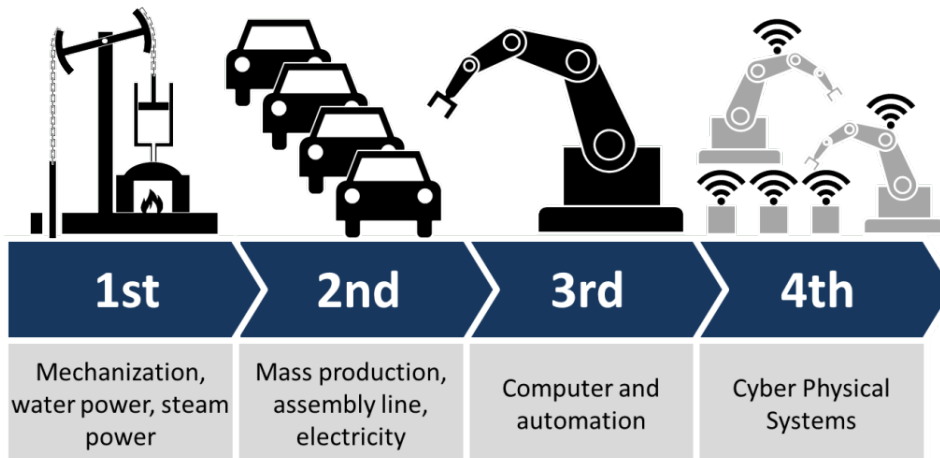 1st
2nd
3rd
4th
Mechanization,
water power, steam
power
Mass production,
assembly line,
electricity
Computer and
automation
Cyber Physical
Systems